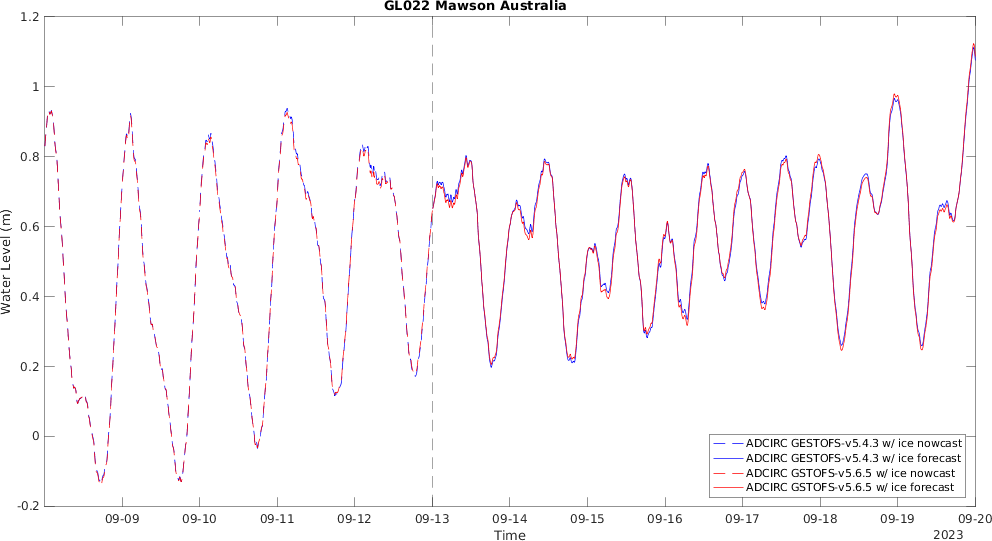 GL022 Mawson Australia
1.2
1
0.8
0.6
0.4
0.2
0
-0.2
Water Level (m)
ADCIRC GESTOFS-v5.4.3 w/ ice nowcast
ADCIRC GESTOFS-v5.4.3 w/ ice forecast
ADCIRC GSTOFS-v5.6.5 w/ ice nowcast
ADCIRC GSTOFS-v5.6.5 w/ ice forecast
09-09 09-10 09-11 09-12 09-13 09-14 09-15 09-16 09-17 09-18 09-19 09-20
Time 2023